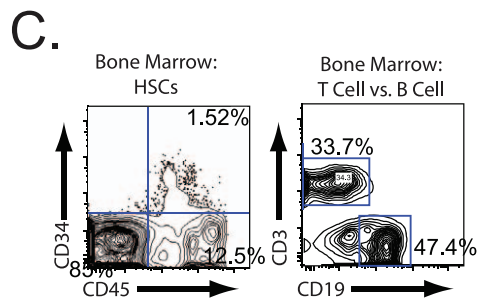 C.
Bone Marrow:
HSCs
1.52%
CD34
12.5%
85%
CD45
Bone Marrow:
T Cell vs. B Cell
33.7%
34.3
CD3
47.4%
CD19